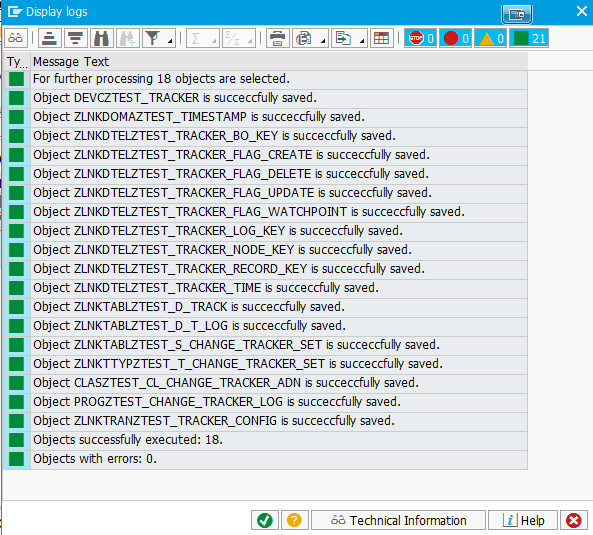 Display logs
STOP 0 0 0 21
Ty... Message Text
For further processing 18 objects are selected.
Object DEVCZTEST_TRACKER is succeccfully saved.
Object ZLNKDOMAZTEST_TIMESTAMP is succeccfully saved.
Object ZLNKDTELZTEST_TRACKER_BO_KEY is succeccfully saved.
Object ZLNKDTELZTEST_TRACKER_FLAG_CREATE is succeccfully saved.
Object ZLNKDTELZTEST_TRACKER_FLAG_DELETE is succeccfully saved.
Object ZLNKDTELZTEST_TRACKER_FLAG_UPDATE is succeccfully saved.
Object ZLNKDTELZTEST_TRACKER_FLAG_WATCHPOINT is succeccfully saved.
Object ZLNKDTELZTEST_TRACKER_LOG_KEY is succeccfully saved.
Object ZLNKDTELZTEST_TRACKER_NODE_KEY is succeccfully saved.
Object ZLNKDTELZTEST_TRACKER_RECORD_KEY is succeccfully saved.
Object ZLNKDTELZTEST_TRACKER_TIME is succeccfully saved.
Object ZLNKTABLZTEST_D_TRACK is succeccfully saved.
Object ZLNKTABLZTEST_D_T_LOG is succeccfully saved.
Object ZLNKTABLZTEST_S_CHANGE_TRACKER_SET is succeccfully saved.
Object ZLNKTTYPZTEST_T_CHANGE_TRACKER_SET is succeccfully saved.
Object CLASZTEST_CL_CHANGE_TRACKER_ADN is succeccfully saved.
Object PROGZTEST_CHANGE_TRACKER_LOG is succeccfully saved.
Object ZLNKTRANZTEST_TRACKER_CONFIG is succeccfully saved.
Objects successfully executed: 18.
Objects with errors: 0.
Technical Information Help